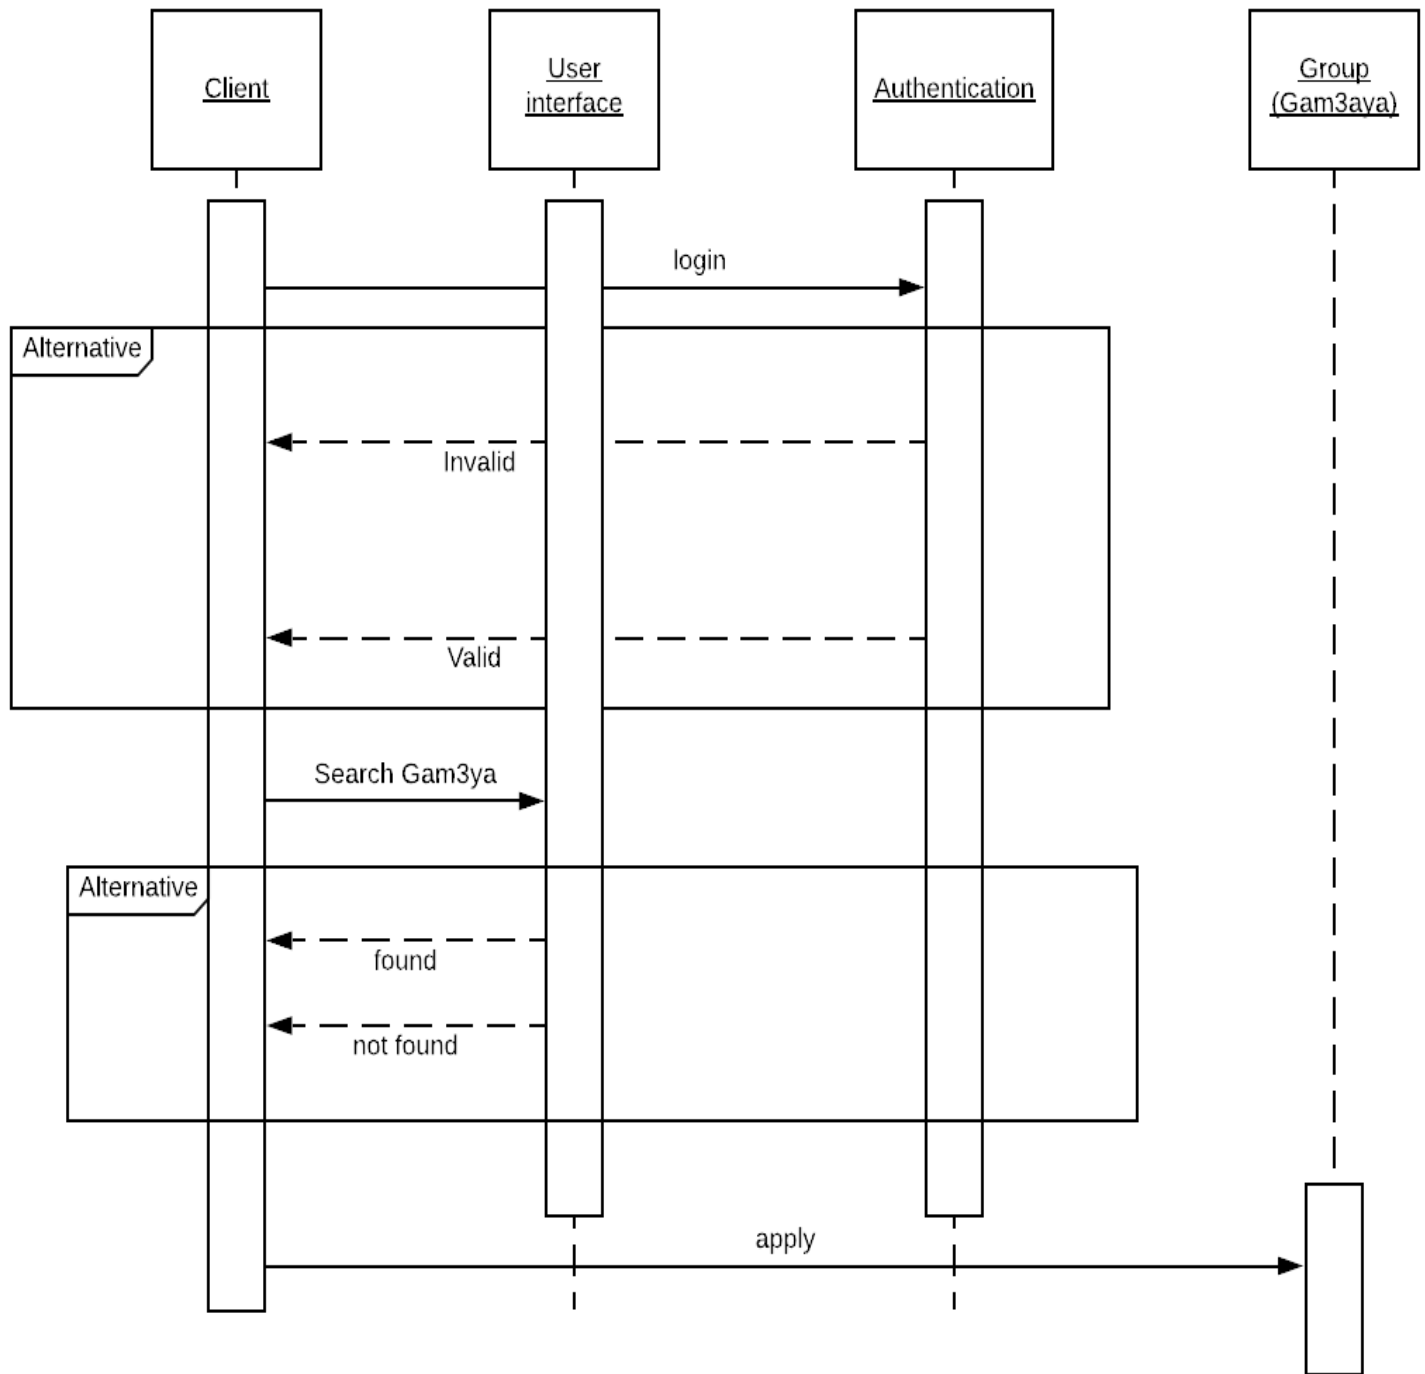 Client
User
interface
Authentication
Group
(Gam3aya)
login
Alternative
Invalid
Valid
Search Gam3ya
Alternative
found
not found
apply